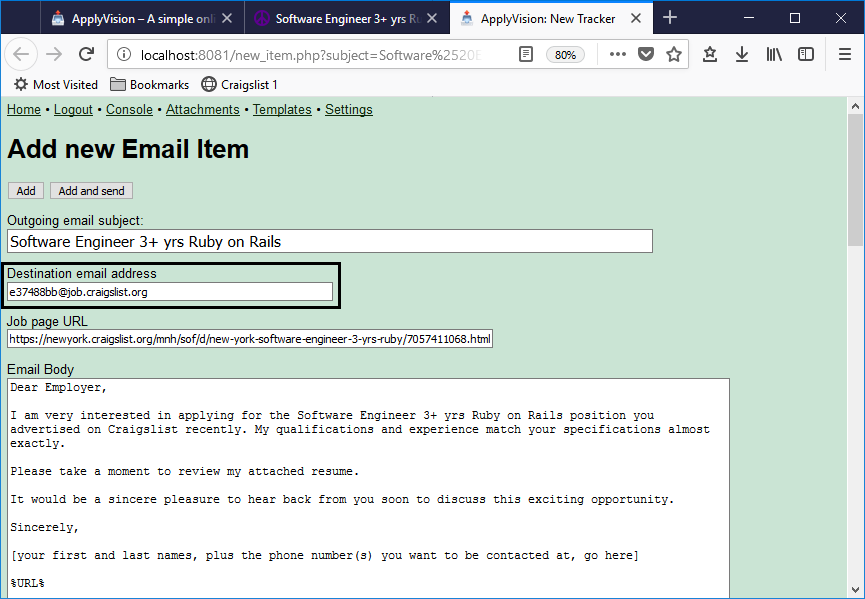 ApplyVision – A simple onli
Software Engineer 3+ yrs Ru
ApplyVision: New Tracker
localhost:8081/new_item.php?subject=Software%2520E
80%
Most Visited Bookmarks Craigslist 1
Home • Logout • Console • Attachments • Templates • Settings
Add new Email Item
Add Add and send
Outgoing email subject:
Software Engineer 3+ yrs Ruby on Rails
Destination email address
e37488bb@job.craigslist.org
Job page URL
https://newyork.craigslist.org/mnh/sof/d/new-york-software-engineer-3-yrs-ruby/7057411068.html
Email Body
Dear Employer,
I am very interested in applying for the Software Engineer 3+ yrs Ruby on Rails position you
advertised on Craigslist recently. My qualifications and experience match your specifications almost
exactly.
Please take a moment to review my attached resume.
It would be a sincere pleasure to hear back from you soon to discuss this exciting opportunity.
Sincerely,
[your first and last names, plus the phone number(s) you want to be contacted at, go here]
%URL%